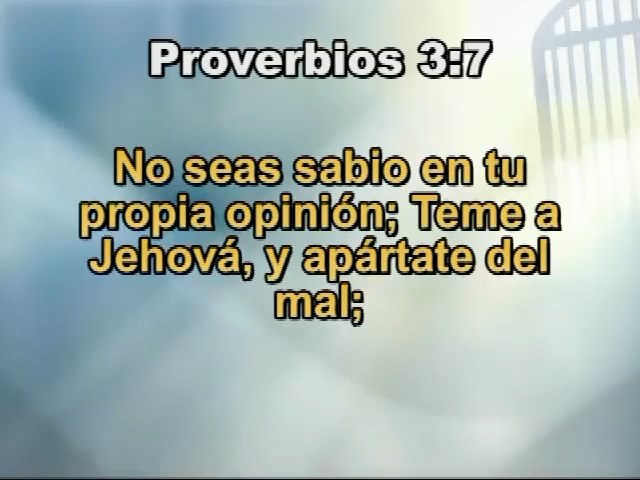 Proverbios 3:7
No seas sabio en tu
propia opinión; Teme a
Jehová, y apártate del
mal;